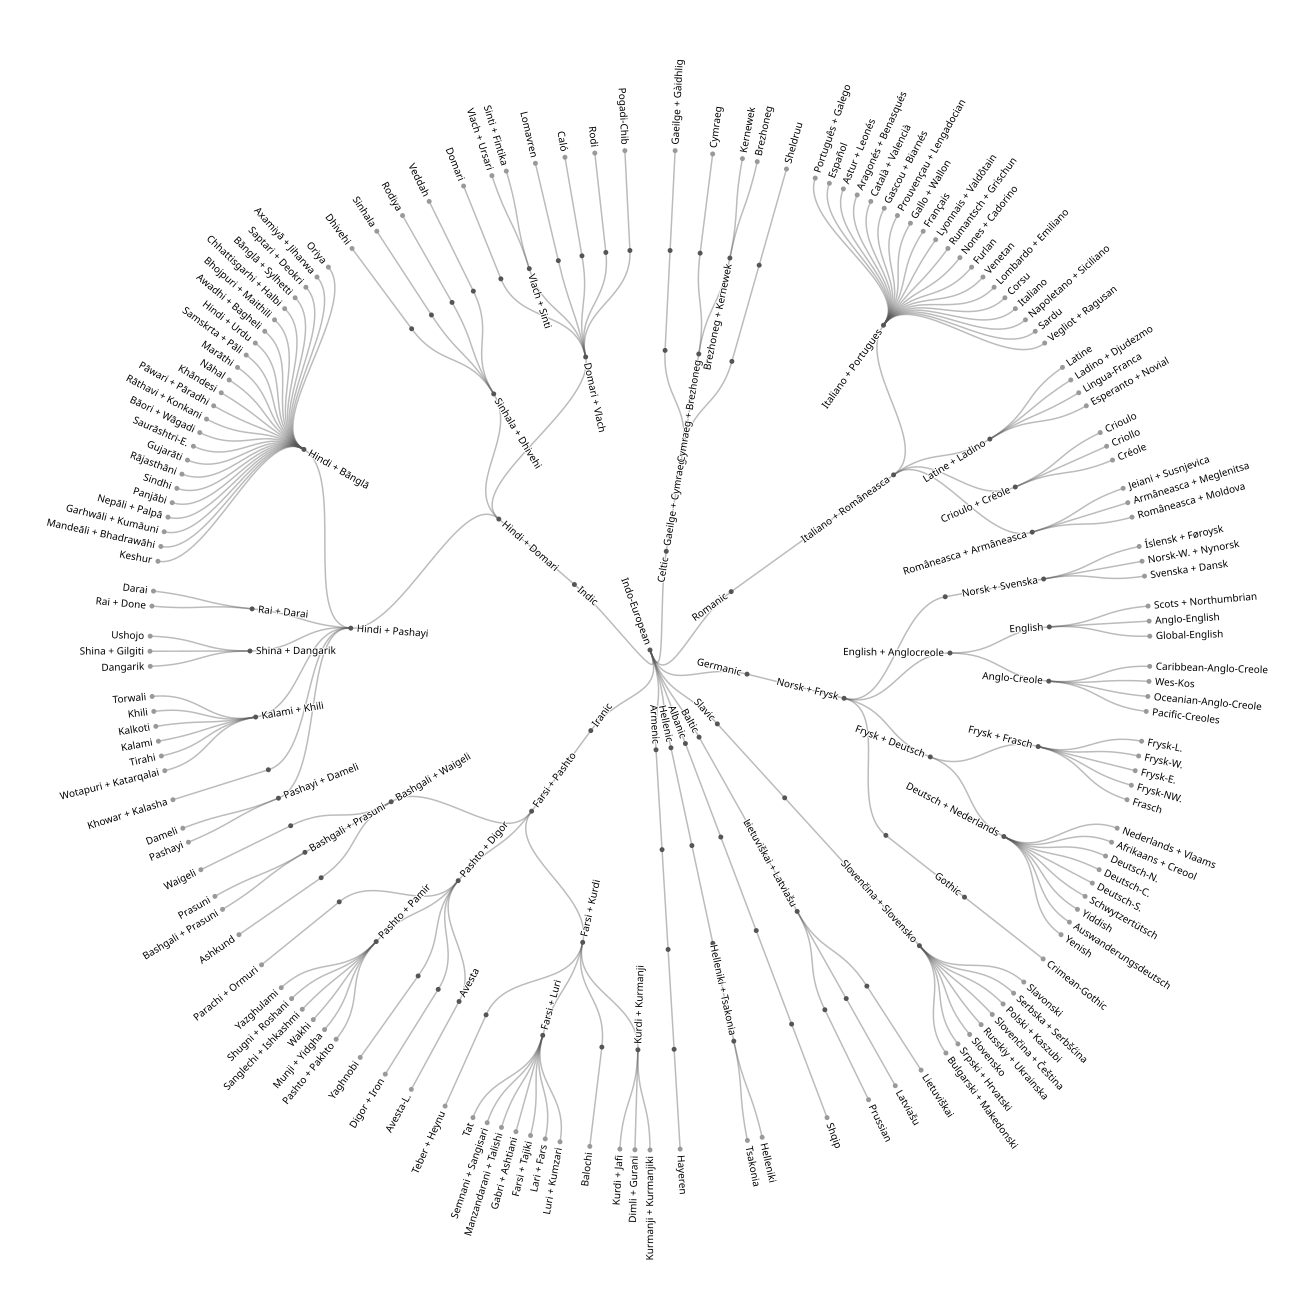 Indo-European
Celtic
Gaeilge + Cymraeg
Gaeilge + Gàidhlig
Cymraeg + Brezhoneg
Cymraeg
Brezhoneg + Kernewek
Kernewek
Brezhoneg
Sheldruu
Romanic
Italiano + Româneasca
Italiano + Portugues
Português + Galego
Español
Astur + Leonés
Aragonés + Benasqués
Català + Valencià
Gascou + Biarnés
Prouvençau + Lengadocian
Gallo + Wallon
Français
Lyonnais + Valdôtain
Rumantsch + Grischun
Nones + Cadorino
Furlan
Venetan
Lombardo + Emiliano
Corsu
Italiano
Napoletano + Siciliano
Sardu
Vegliot + Ragusan
Latine + Ladino
Latine
Ladino + Djudezmo
Lingua-Franca
Esperanto + Novial
Crioulo + Créole
Crioulo
Criollo
Créole
Româneasca + Armâneasca
Jeiani + Susnjevica
Armâneasca + Meglenitsa
Româneasca + Moldova
Germanic
Norsk + Frysk
Norsk + Svenska
Íslensk + Føroysk
Norsk-W. + Nynorsk
Svenska + Dansk
English + Anglocreole
English
Scots + Northumbrian
Anglo-English
Global-English
Anglo-Creole
Caribbean-Anglo-Creole
Wes-Kos
Oceanian-Anglo-Creole
Pacific-Creoles
Frysk + Deutsch
Frysk + Frasch
Frysk-L.
Frysk-W.
Frysk-E.
Frysk-NW.
Frasch
Deutsch + Nederlands
Nederlands + Vlaams
Afrikaans + Creool
Deutsch-N.
Deutsch-C.
Deutsch-S.
Schwytzertütsch
Yiddish
Auswanderungsdeutsch
Yenish
Gothic
Crimean-Gothic
Slavic
Slovenčina + Slovensko
Slavonski
Serbska + Serbšćina
Polski + Kaszubi
Slovenčina + Čeština
Russkiy + Ukrainska
Slovensko
Srpski + Hrvatski
Bulgarski + Makedonski
Baltic
Lietuviškai + Latviašu
Lietuviškai
Latviašu
Prussian
Albanic
Shqip
Hellenic
Helleniki + Tsakonia
Helleniki
Tsakonia
Armenic
Hayeren
Iranic
Farsi + Pashto
Farsi + Kurdi
Kurdi + Kurmanji
Kurmanji + Kurmanjiki
Dimli + Gurani
Kurdi + Jafi
Balochi
Farsi + Luri
Luri + Kumzari
Lari + Fars
Farsi + Tajiki
Gabri + Ashtiani
Manzandarani + Talishi
Semnani + Sangisari
Tat
Teber + Heynu
Pashto + Digor
Avesta
Avesta-L.
Digor + Iron
Yaghnobi
Pashto + Pamir
Pashto + Pakhto
Munji + Yidgha
Wakhi
Sanglechi + Ishkashmi
Shugni + Roshani
Yazghulami
Parachi + Ormuri
Bashgali + Waigeli
Ashkund
Bashgali + Prasuni
Bashgali + Prasuni
Prasuni
Waigeli
Indic
Hindi + Domari
Hindi + Pashayi
Pashayi + Dameli
Pashayi
Dameli
Khowar + Kalasha
Kalami + Khili
Wotapuri + Katarqalai
Tirahi
Kalami
Kalkoti
Khili
Torwali
Shina + Dangarik
Dangarik
Shina + Gilgiti
Ushojo
Rai + Darai
Rai + Done
Darai
Hindi + Bānglā
Keshur
Mandeāli + Bhadrawāhi
Garhwāli + Kumāuni
Nepāli + Palpā
Panjābi
Sindhi
Rājasthāni
Gujarāti
Saurāshtri-E.
Bāori + Wāgadi
Rāthavi + Konkani
Pāwari + Pāradhi
Khāndesi
Nāhal
Marāthi
Samskrta + Pāli
Hindi + Urdu
Awadhi + Bagheli
Bhojpuri + Maithili
Chhattisgarhi + Halbi
Bānglā + Sylhetti
Saptari + Deokri
Axamiyā + Jiharwa
Oriya
Sinhala + Dhivehi
Dhivehi
Sinhala
Rodiya
Veddah
Domari + Vlach
Domari
Vlach + Sinti
Vlach + Ursari
Sinti + Fintika
Lomavren
Caló
Rodi
Pogadi-Chib